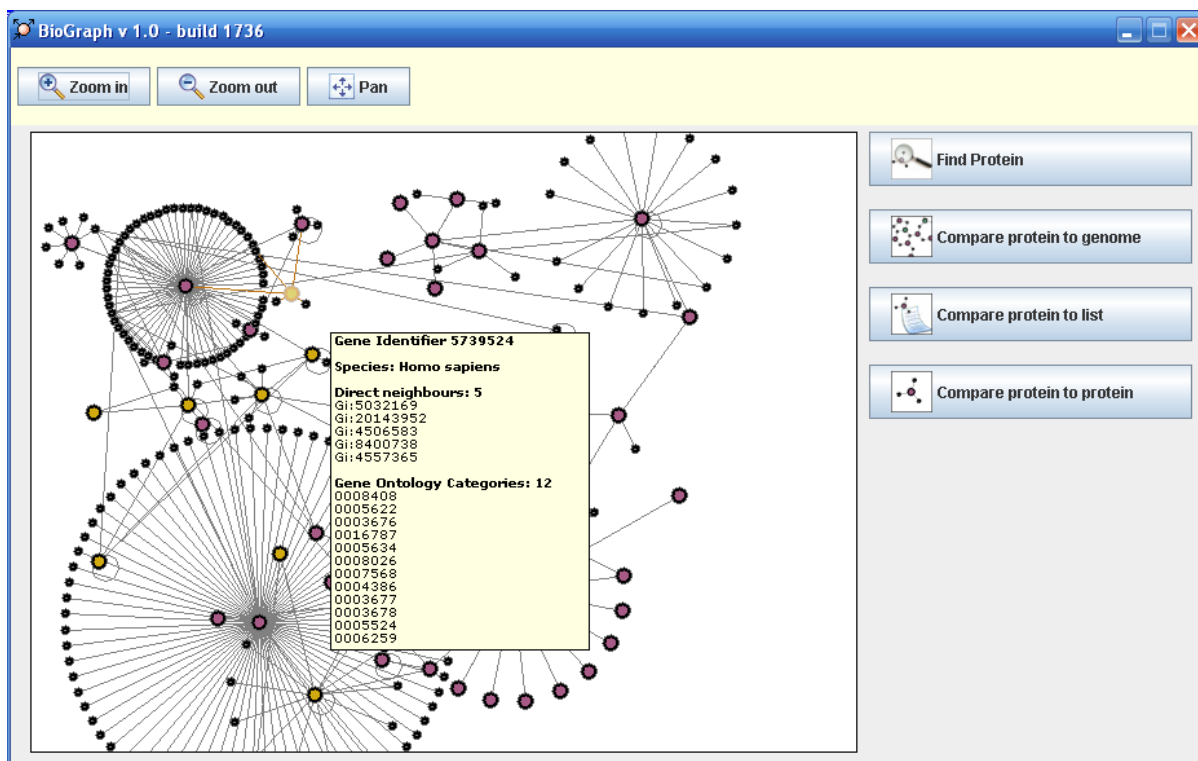 BioGraph v 1.0 - build 1736
Zoom in
Zoom out
Pan
Find Protein
Compare protein to genome
Compare protein to list
Compare protein to protein
Gene Identifier 5739524
Species: Homo sapiens
Direct neighbours: 5
Gi:5032169
Gi:20143952
Gi:4506583
Gi:8400738
Gi:4557365
Gene Ontology Categories: 12
0008408
0005622
0003676
0016787
0005634
0008026
0007568
0004386
0003677
0003678
0005524
0006259